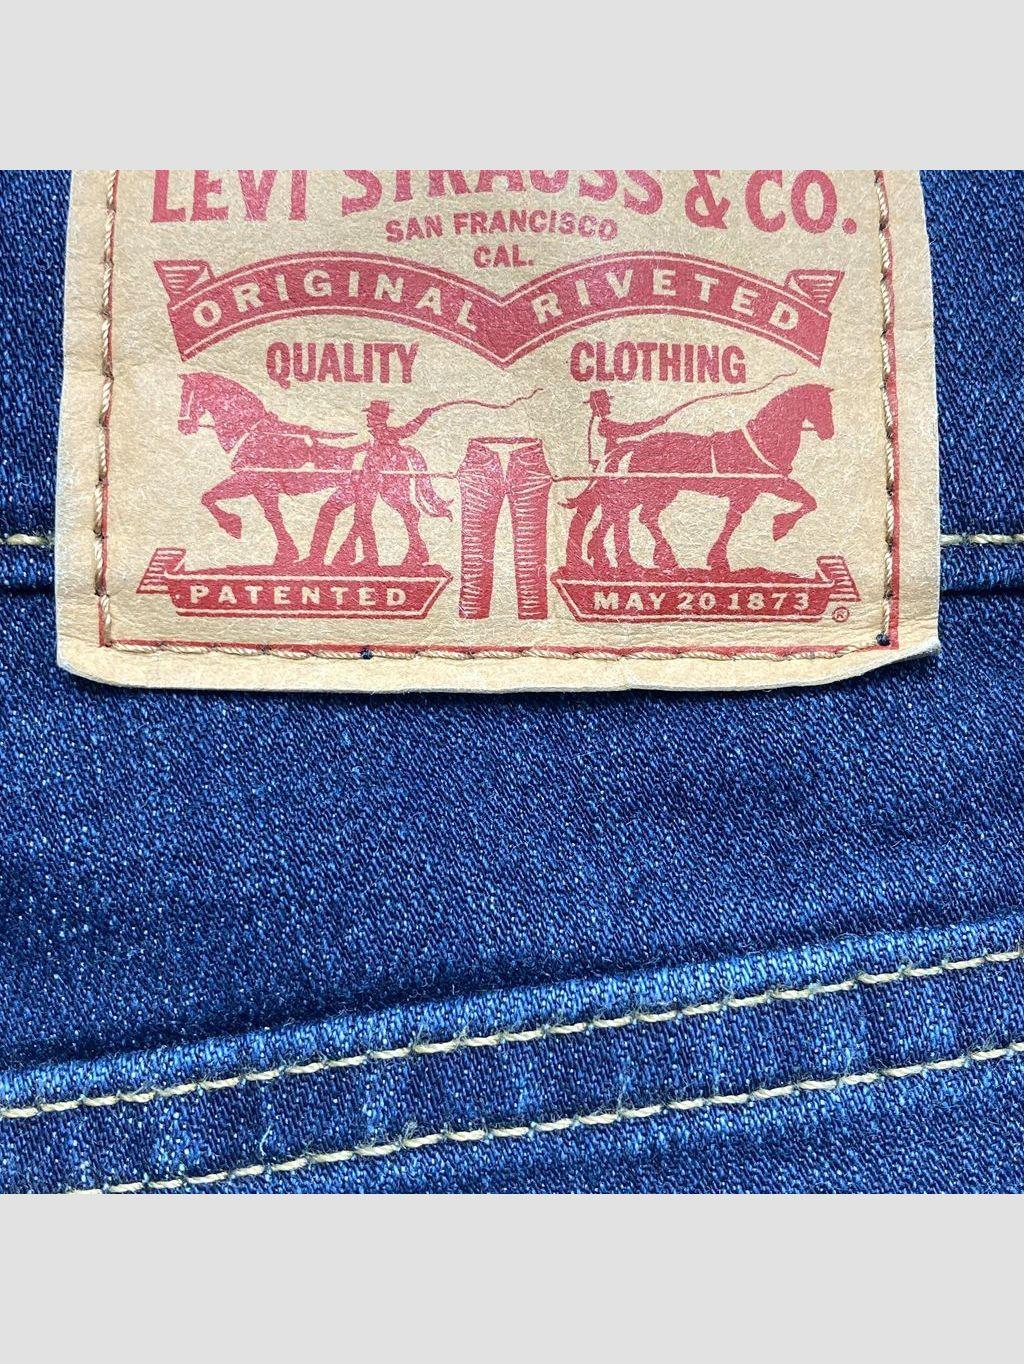 LEVI STRAUSS & CO.
SAN FRANCISCO
CAL.
ORIGINAL RIVETED
QUALITY CLOTHING
PATENTED MAY 20 1873 ®